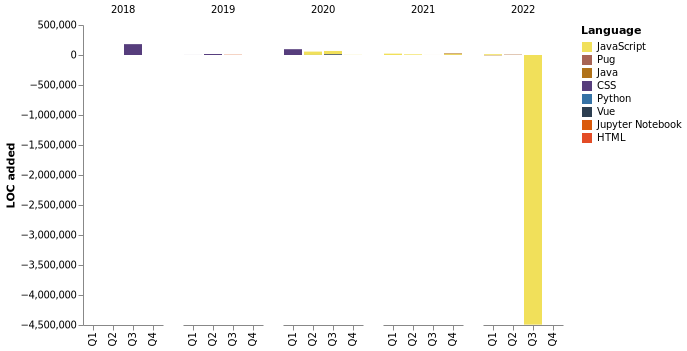 2018 2019 2020 2021 2022
500,000
0
−500,000
−1,000,000
−1,500,000
−2,000,000
−2,500,000
−3,000,000
−3,500,000
−4,000,000
−4,500,000
LOC added
Q1 Q2 Q3 Q4 Q1 Q2 Q3 Q4 Q1 Q2 Q3 Q4 Q1 Q2 Q3 Q4 Q1 Q2 Q3 Q4
Language
JavaScript
Pug
Java
CSS
Python
Vue
Jupyter Notebook
HTML